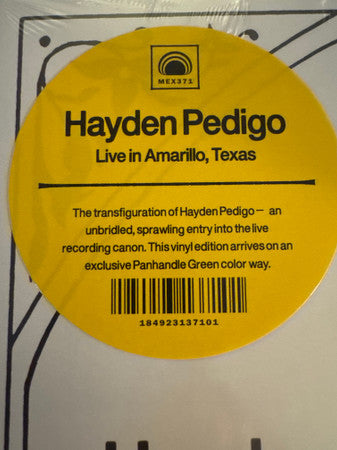 MEX371
Hayden Pedigo
Live in Amarillo, Texas
The transfiguration of Hayden Pedigo — an
unbridled, sprawling entry into the live
recording canon. This vinyl edition arrives on an
exclusive Panhandle Green color way.
184923137101